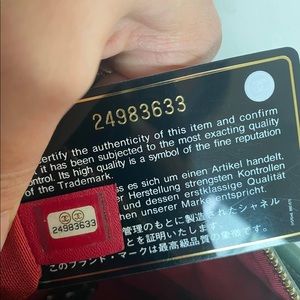 24983633
certify the authenticity of this item and confirm
it has been subjected to the most exacting quality
control. Its high quality is a symbol of the fine reputation
of the Trademark.
es sich um einen Artikel handelt,
Herstellung strengsten Kontrollen
und dessen erstklassige Qualität
unserer Markenartikel entspricht.
24983633
管理のもとに製造されたシャネル
ことを証明いたします。
このブランド・マークは最高級品質の